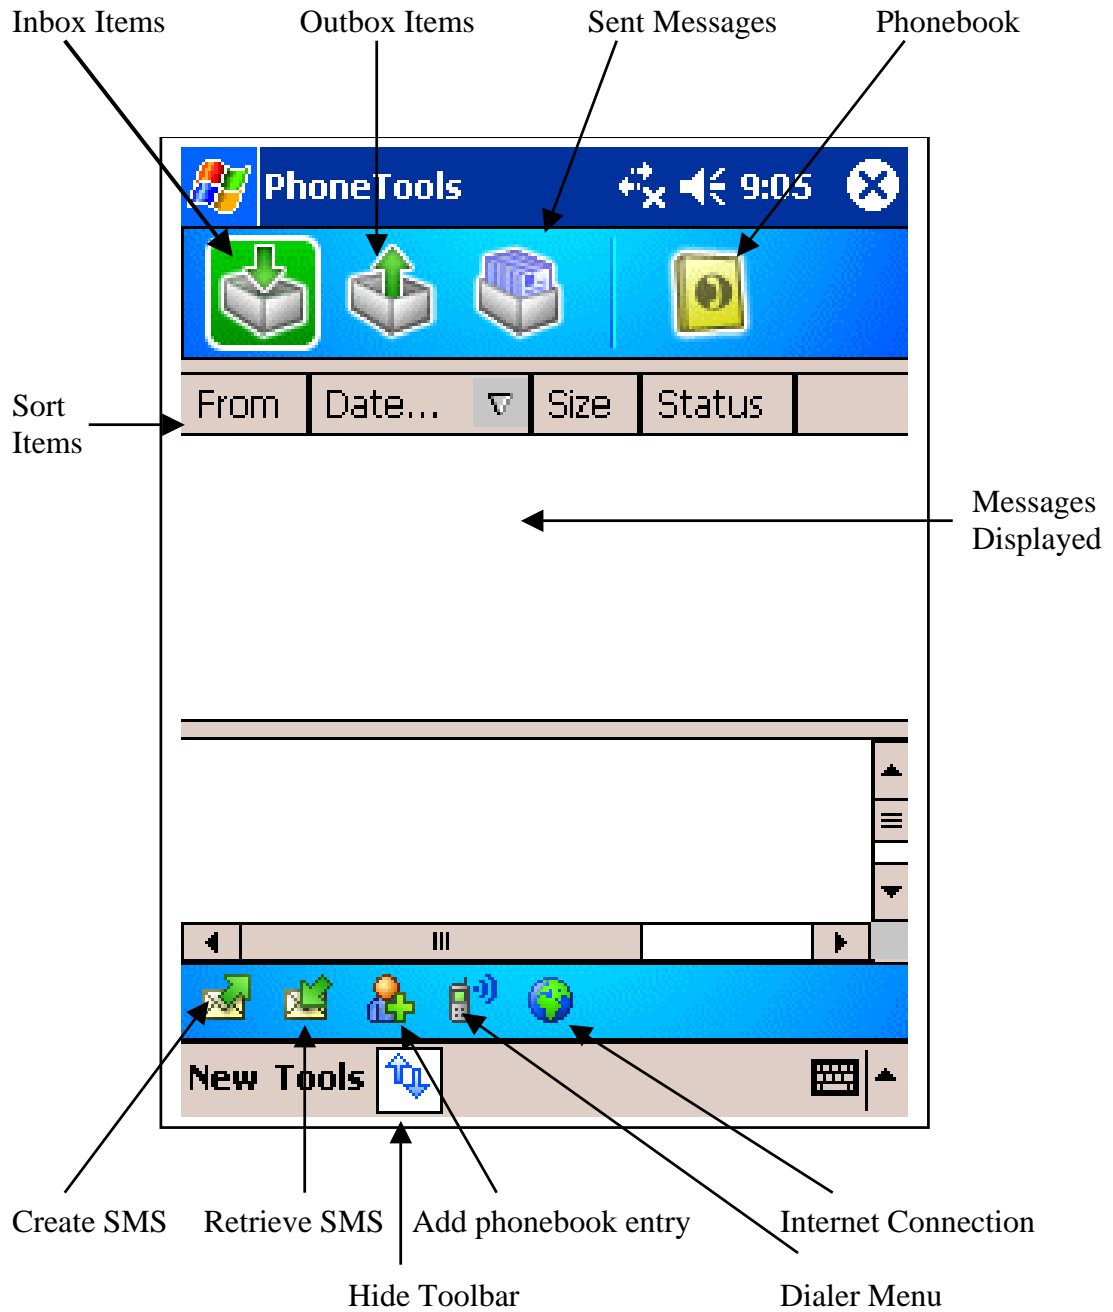 Inbox Items Outbox Items Sent Messages Phonebook
PhoneTools 9:05
From Date... Size Status
Sort
Items
Messages
Displayed
New Tools
Create SMS Retrieve SMS Add phonebook entry Internet Connection
Hide Toolbar Dialer Menu